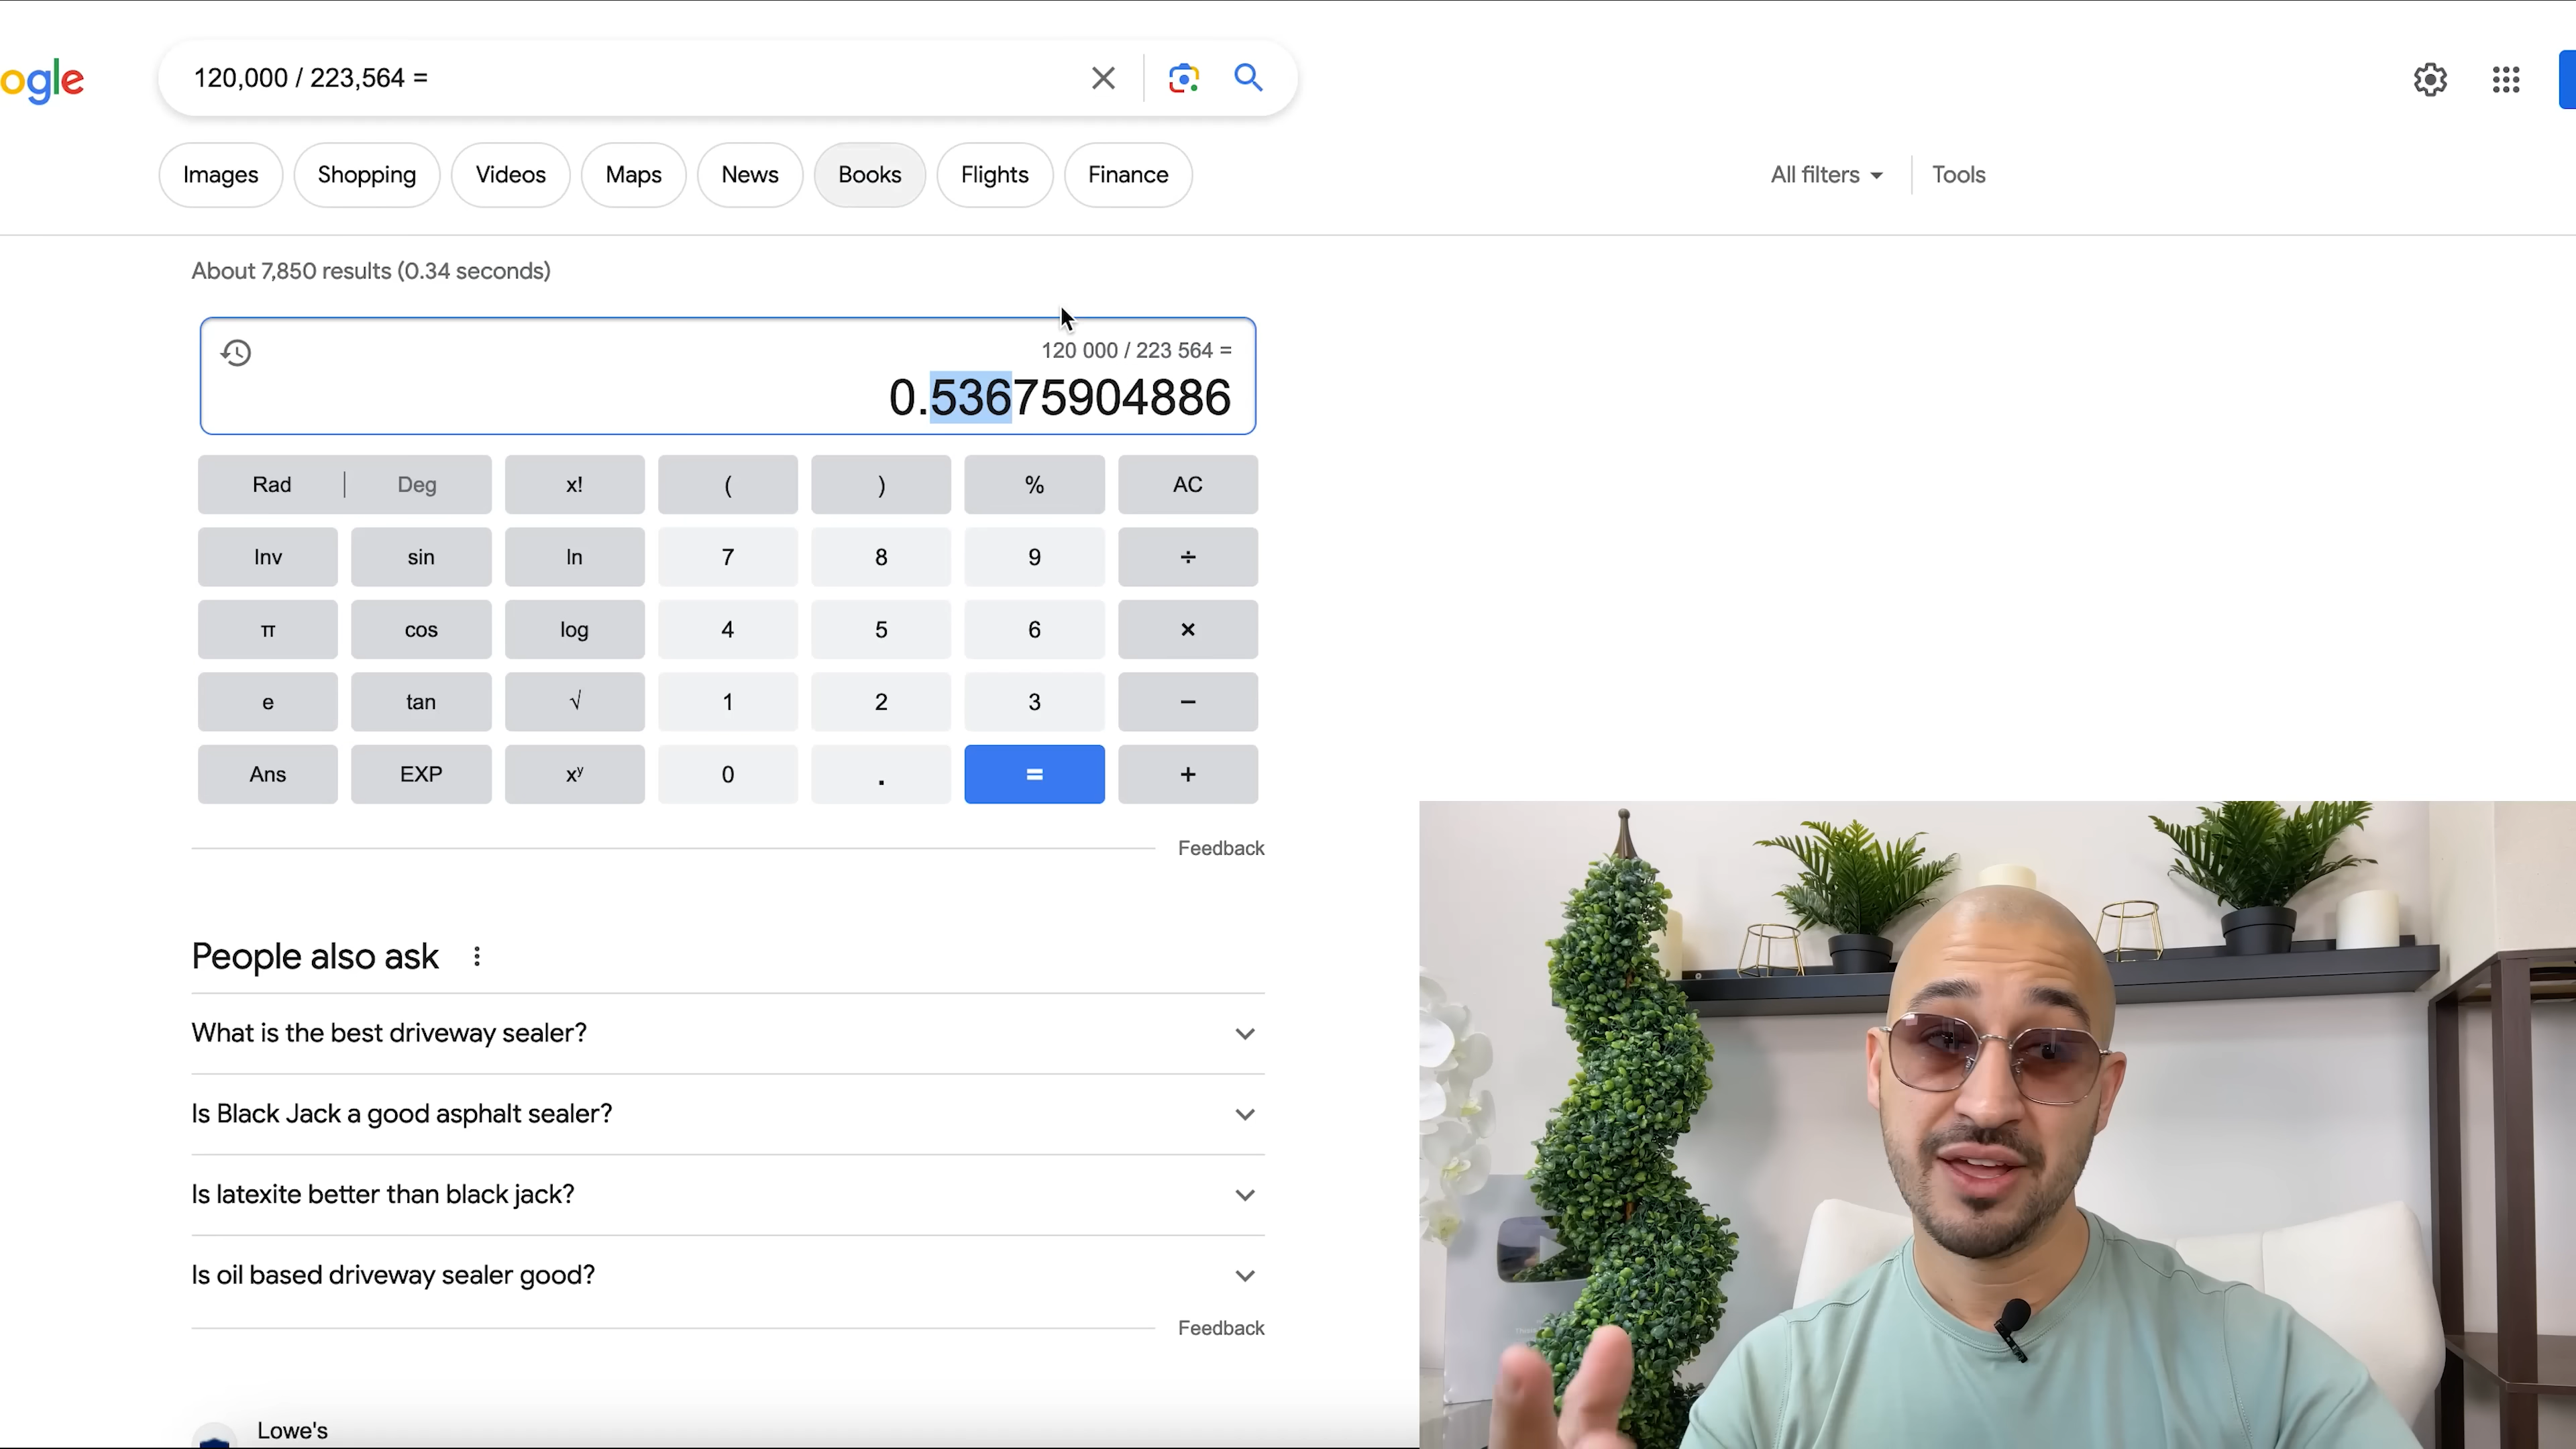 ogle
120,000 / 223,564 =
Images Shopping Videos Maps News Books Flights Finance All filters Tools
About 7,850 results (0.34 seconds)
120 000 / 223 564 =
0.53675904886
Rad | Deg x! ( ) % AC
Inv sin ln 7 8 9 ÷
π cos log 4 5 6 ×
e tan √ 1 2 3 −
Ans EXP xʸ 0 . = +
Feedback
People also ask
What is the best driveway sealer?
Is Black Jack a good asphalt sealer?
Is latexite better than black jack?
Is oil based driveway sealer good?
Feedback
Lowe's